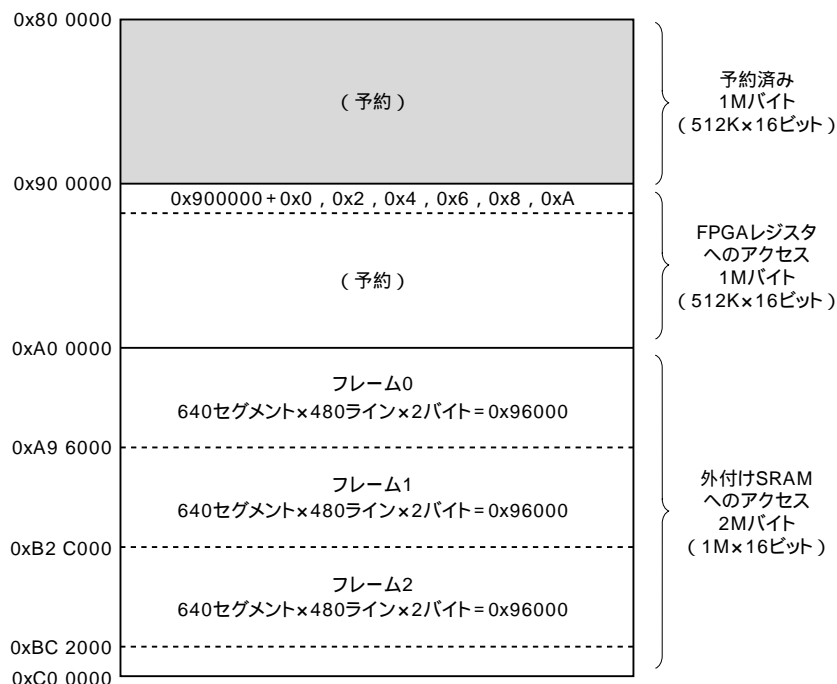 0x80 0000
(予約)
予約済み
1Mバイト
(512K×16ビット)
0x90 0000
0x900000+0x0,0x2,0x4,0x6,0x8,0xA
(予約)
FPGAレジスタ
へのアクセス
1Mバイト
(512K×16ビット)
0xA0 0000
フレーム0
640セグメント×480ライン×2バイト=0x96000
0xA9 6000
フレーム1
640セグメント×480ライン×2バイト=0x96000
外付けSRAM
へのアクセス
2Mバイト
(1M×16ビット)
0xB2 C000
フレーム2
640セグメント×480ライン×2バイト=0x96000
0xBC 2000
0xC0 0000